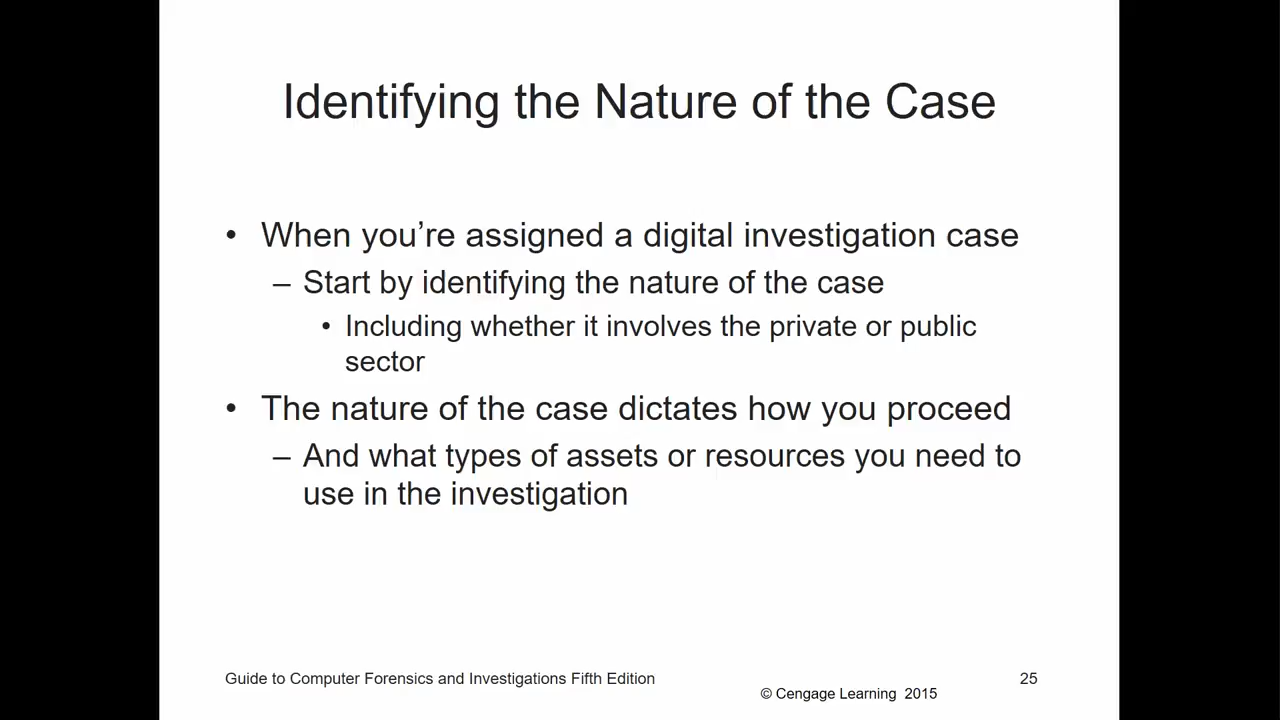 Identifying the Nature of the Case
• When you’re assigned a digital investigation case
– Start by identifying the nature of the case
• Including whether it involves the private or public
sector
• The nature of the case dictates how you proceed
– And what types of assets or resources you need to
use in the investigation
Guide to Computer Forensics and Investigations Fifth Edition
25
© Cengage Learning 2015